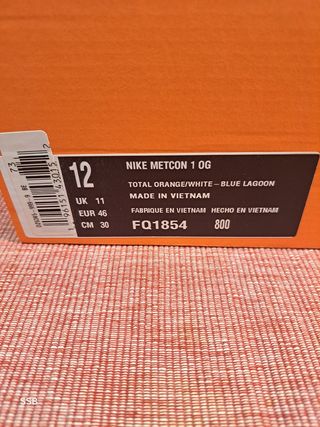 12
UK 11
EUR 46
CM 30
NIKE METCON 1 OG
TOTAL ORANGE/WHITE–BLUE LAGOON
MADE IN VIETNAM
FABRIQUE EN VIETNAM HECHO EN VIETNAM
FQ1854 800
SSB